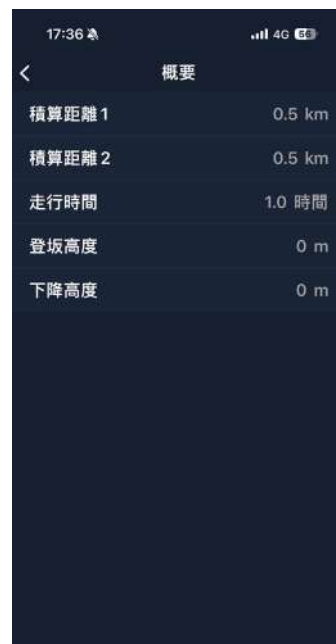 17:36 4G 56
概要
積算距離1 0.5 km
積算距離2 0.5 km
走行時間 1.0 時間
登坂高度 0 m
下降高度 0 m